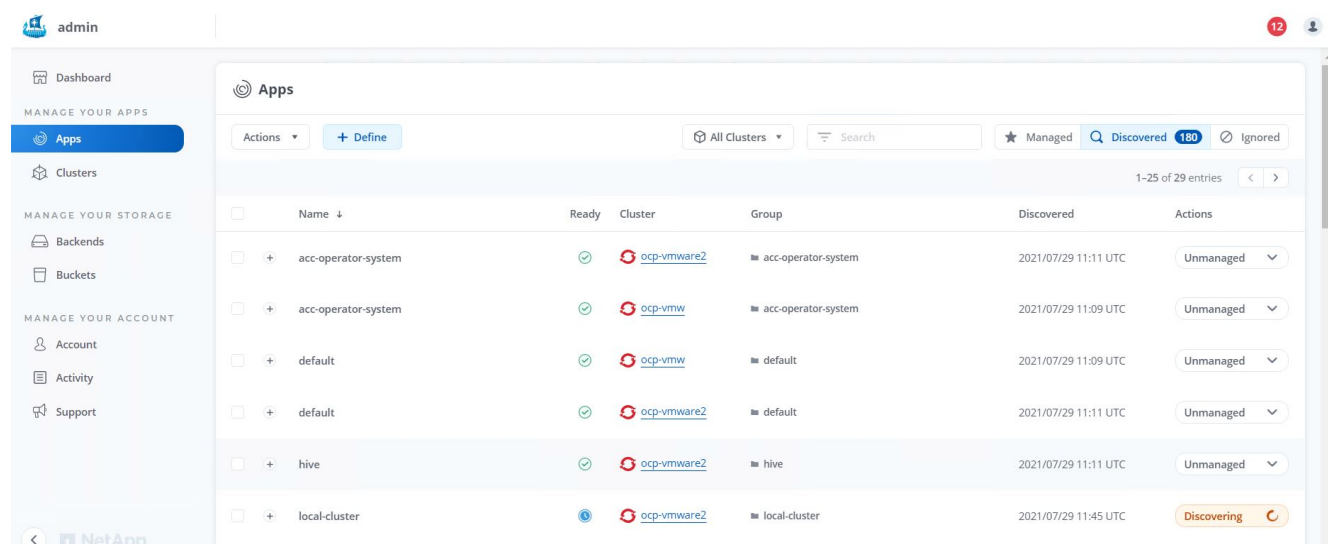 admin
12
Dashboard
MANAGE YOUR APPS
Apps
Clusters
MANAGE YOUR STORAGE
Backends
Buckets
MANAGE YOUR ACCOUNT
Account
Activity
Support
NetApp
Apps
Actions + Define All Clusters Search Managed Discovered 180 Ignored
1–25 of 29 entries < >
Name ↓ Ready Cluster Group Discovered Actions
+ acc-operator-system ocp-vmware2 acc-operator-system 2021/07/29 11:11 UTC Unmanaged
+ acc-operator-system ocp-vmw acc-operator-system 2021/07/29 11:09 UTC Unmanaged
+ default ocp-vmw default 2021/07/29 11:09 UTC Unmanaged
+ default ocp-vmware2 default 2021/07/29 11:11 UTC Unmanaged
+ hive ocp-vmware2 hive 2021/07/29 11:11 UTC Unmanaged
+ local-cluster ocp-vmware2 local-cluster 2021/07/29 11:45 UTC Discovering